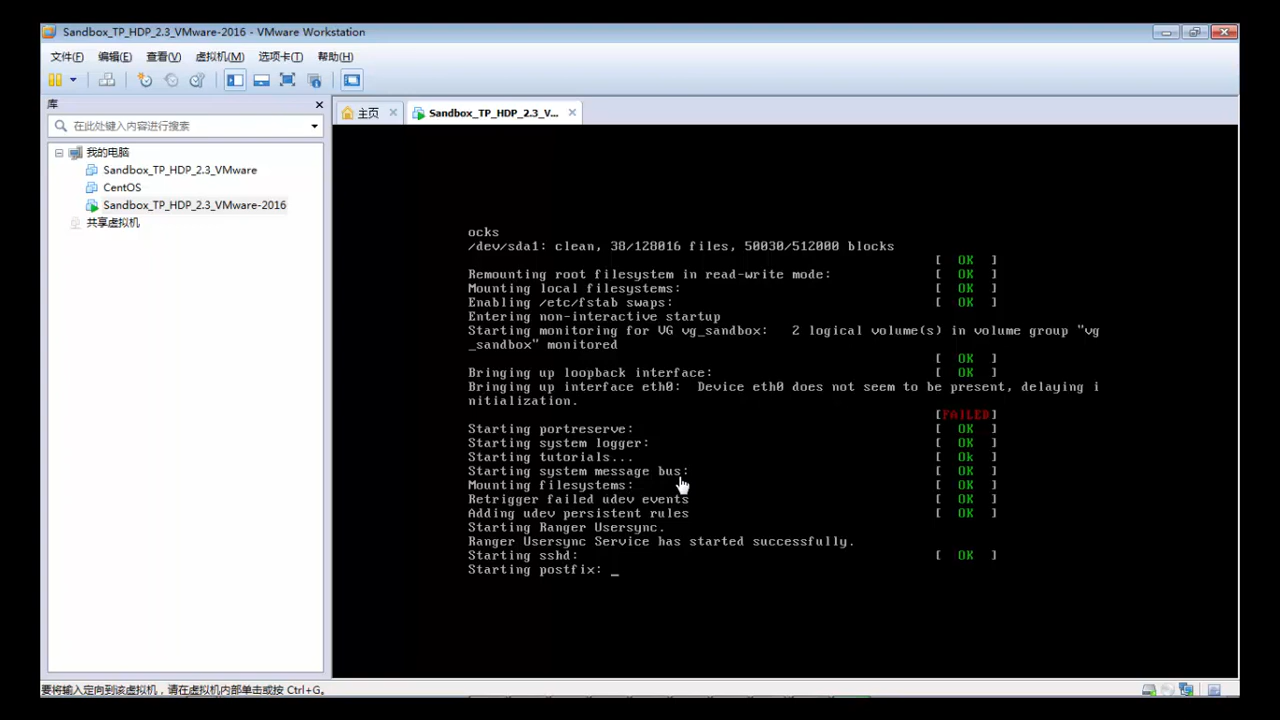 Sandbox_TP_HDP_2.3_VMware-2016 - VMware Workstation
文件(F) 编辑(E) 查看(V) 虚拟机(M) 选项卡(T) 帮助(H)
库
在此处键入内容进行搜索
我的电脑
Sandbox_TP_HDP_2.3_VMware
CentOS
Sandbox_TP_HDP_2.3_VMware-2016
共享虚拟机
主页
Sandbox_TP_HDP_2.3_V...
ocks
/dev/sda1: clean, 38/128016 files, 50030/512000 blocks
[ OK ]
Remounting root filesystem in read-write mode: [ OK ]
Mounting local filesystems: [ OK ]
Enabling /etc/fstab swaps: [ OK ]
Entering non-interactive startup
Starting monitoring for VG vg_sandbox: 2 logical volume(s) in volume group "vg
_sandbox" monitored
[ OK ]
Bringing up loopback interface: [ OK ]
Bringing up interface eth0: Device eth0 does not seem to be present, delaying i
nitialization.
[FAILED]
Starting portreserve: [ OK ]
Starting system logger: [ OK ]
Starting tutorials... [ Ok ]
Starting system message bus: [ OK ]
Mounting filesystems: [ OK ]
Retrigger failed udev events [ OK ]
Adding udev persistent rules [ OK ]
Starting Ranger Usersync.
Ranger Usersync Service has started successfully.
Starting sshd: [ OK ]
Starting postfix: _
要将输入定向到该虚拟机，请在虚拟机内部单击或按 Ctrl+G。